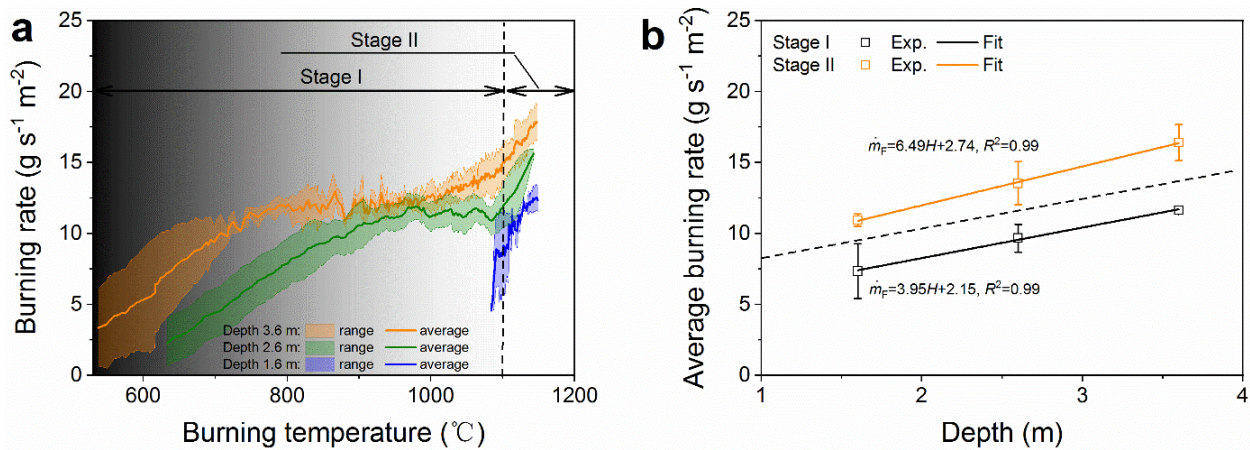 a
Burning rate (g s⁻¹ m⁻²)
25
20
15
10
5
0
600
800
1000
1200
Burning temperature (℃)
Stage II
Stage I
Depth 3.6 m: range average
Depth 2.6 m: range average
Depth 1.6 m: range average
b
Average burning rate (g s⁻¹ m⁻²)
25
20
15
10
5
0
1
2
3
4
Depth (m)
Stage I Exp. Fit
Stage II Exp. Fit
ṁF=6.49H+2.74, R²=0.99
ṁF=3.95H+2.15, R²=0.99